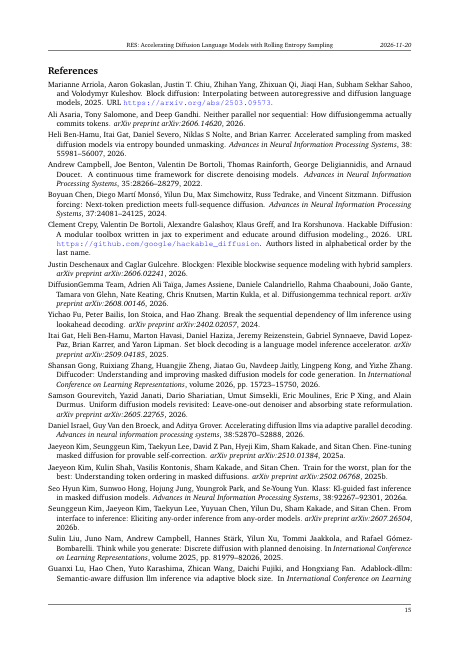 RES: Accelerating Diffusion Language Models with Rolling Entropy Sampling 2026-11-20
References
Marianne Arriola, Aaron Gokaslan, Justin T. Chiu, Zhihan Yang, Zhixuan Qi, Jiaqi Han, Subham Sekhar Sahoo,
and Volodymyr Kuleshov. Block diffusion: Interpolating between autoregressive and diffusion language
models, 2025. URL https://arxiv.org/abs/2503.09573.
Ali Asaria, Tony Salomone, and Deep Gandhi. Neither parallel nor sequential: How diffusiongemma actually
commits tokens. arXiv preprint arXiv:2606.14620, 2026.
Heli Ben-Hamu, Itai Gat, Daniel Severo, Niklas S Nolte, and Brian Karrer. Accelerated sampling from masked
diffusion models via entropy bounded unmasking. Advances in Neural Information Processing Systems, 38:
55981–56007, 2026.
Andrew Campbell, Joe Benton, Valentin De Bortoli, Thomas Rainforth, George Deligiannidis, and Arnaud
Doucet. A continuous time framework for discrete denoising models. Advances in Neural Information
Processing Systems, 35:28266–28279, 2022.
Boyuan Chen, Diego Martí Monsó, Yilun Du, Max Simchowitz, Russ Tedrake, and Vincent Sitzmann. Diffusion
forcing: Next-token prediction meets full-sequence diffusion. Advances in Neural Information Processing
Systems, 37:24081–24125, 2024.
Clement Crepy, Valentin De Bortoli, Alexandre Galashov, Klaus Greff, and Ira Korshunova. Hackable Diffusion:
A modular toolbox written in jax to experiment and educate around diffusion modeling., 2026. URL
https://github.com/google/hackable_diffusion. Authors listed in alphabetical order by the
last name.
Justin Deschenaux and Caglar Gulcehre. Blockgen: Flexible blockwise sequence modeling with hybrid samplers.
arXiv preprint arXiv:2606.02241, 2026.
DiffusionGemma Team, Adrien Ali Taiga, James Assiene, Daniele Calandriello, Rahma Chaabouni, João Gante,
Tamara von Glehn, Nate Keating, Chris Knutsen, Martin Kukla, et al. Diffusiongemma technical report. arXiv
preprint arXiv:2608.00146, 2026.
Yichao Fu, Peter Bailis, Ion Stoica, and Hao Zhang. Break the sequential dependency of llm inference using
lookahead decoding. arXiv preprint arXiv:2402.02057, 2024.
Itai Gat, Heli Ben-Hamu, Marton Havasi, Daniel Haziza, Jeremy Reizenstein, Gabriel Synnaeve, David Lopez-
Paz, Brian Karrer, and Yaron Lipman. Set block decoding is a language model inference accelerator. arXiv
preprint arXiv:2509.04185, 2025.
Shansan Gong, Ruixiang Zhang, Huangjie Zheng, Jiatao Gu, Navdeep Jaitly, Lingpeng Kong, and Yizhe Zhang.
Diffucoder: Understanding and improving masked diffusion models for code generation. In International
Conference on Learning Representations, volume 2026, pp. 15723–15750, 2026.
Samson Gourevitch, Yazid Janati, Dario Shariatian, Umut Simsekli, Eric Moulines, Eric P Xing, and Alain
Durmus. Uniform diffusion models revisited: Leave-one-out denoiser and absorbing state reformulation.
arXiv preprint arXiv:2605.22765, 2026.
Daniel Israel, Guy Van den Broeck, and Aditya Grover. Accelerating diffusion llms via adaptive parallel decoding.
Advances in neural information processing systems, 38:52870–52888, 2026.
Jaeyeon Kim, Seunggeun Kim, Taekyun Lee, David Z Pan, Hyeji Kim, Sham Kakade, and Sitan Chen. Fine-tuning
masked diffusion for provable self-correction. arXiv preprint arXiv:2510.01384, 2025a.
Jaeyeon Kim, Kulin Shah, Vasilis Kontonis, Sham Kakade, and Sitan Chen. Train for the worst, plan for the
best: Understanding token ordering in masked diffusions. arXiv preprint arXiv:2502.06768, 2025b.
Seo Hyun Kim, Sunwoo Hong, Hojung Jung, Youngrok Park, and Se-Young Yun. Klass: Kl-guided fast inference
in masked diffusion models. Advances in Neural Information Processing Systems, 38:92267–92301, 2026a.
Seunggeun Kim, Jaeyeon Kim, Taekyun Lee, Yuyuan Chen, Yilun Du, Sham Kakade, and Sitan Chen. From
interface to inference: Eliciting any-order inference from any-order models. arXiv preprint arXiv:2607.26504,
2026b.
Sulin Liu, Juno Nam, Andrew Campbell, Hannes Stärk, Yilun Xu, Tommi Jaakkola, and Rafael Gómez-
Bombarelli. Think while you generate: Discrete diffusion with planned denoising. In International Conference
on Learning Representations, volume 2025, pp. 81979–82026, 2025.
Guanxi Lu, Hao Chen, Yuto Karashima, Zhican Wang, Daichi Fujiki, and Hongxiang Fan. Adablock-dllm:
Semantic-aware diffusion llm inference via adaptive block size. In International Conference on Learning
15